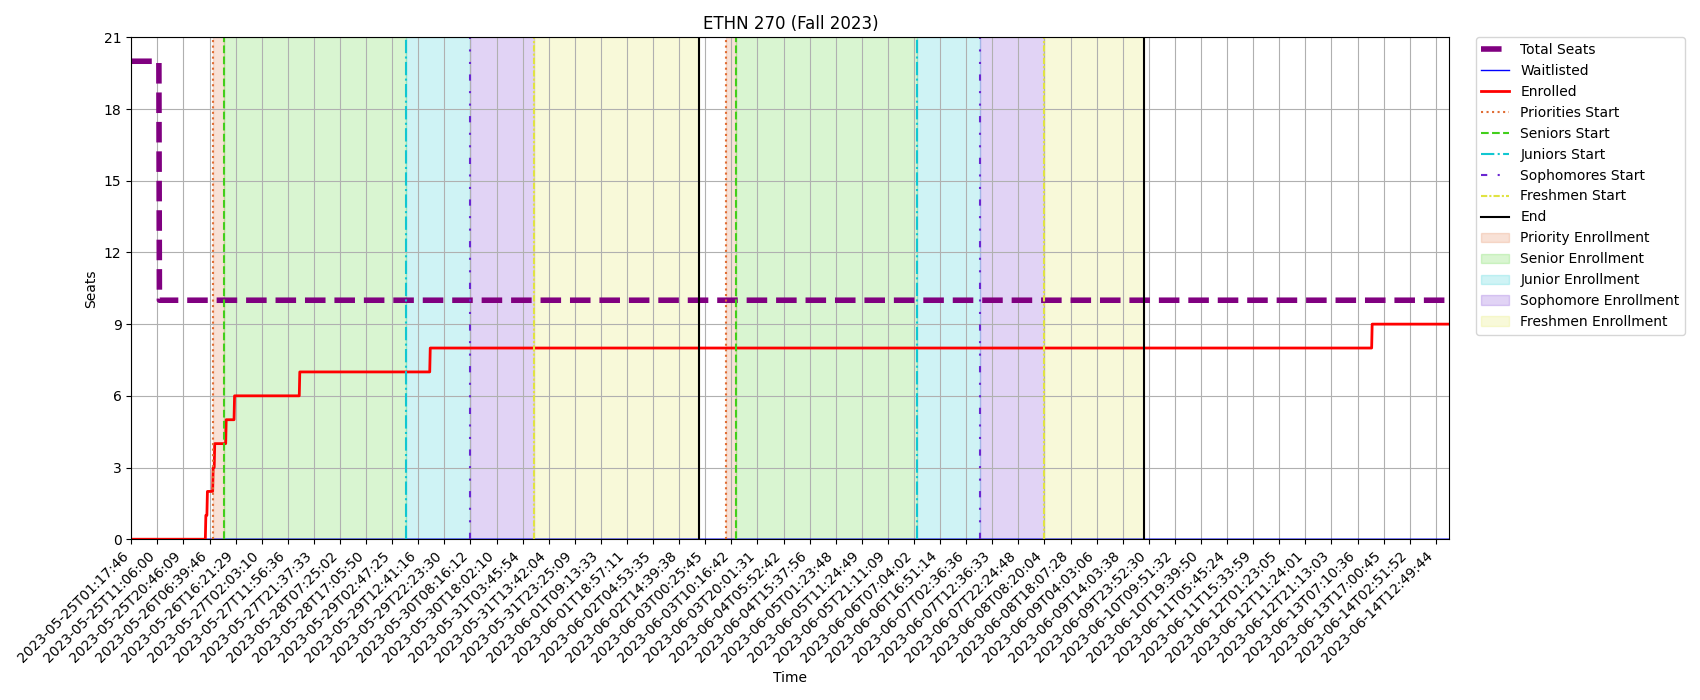 ETHN 270 (Fall 2023)
21
18
15
12
9
6
3
0
Seats
2023-05-25T01:17:46
2023-05-25T11:06:00
2023-05-25T20:46:09
2023-05-26T06:39:46
2023-05-26T16:21:29
2023-05-27T02:03:10
2023-05-27T11:56:36
2023-05-27T21:37:33
2023-05-28T07:25:02
2023-05-28T17:05:50
2023-05-29T02:47:25
2023-05-29T12:41:16
2023-05-29T22:23:30
2023-05-30T08:16:12
2023-05-30T18:02:10
2023-05-31T03:45:54
2023-05-31T13:42:04
2023-05-31T23:25:09
2023-06-01T09:13:33
2023-06-01T18:57:11
2023-06-02T04:53:35
2023-06-02T14:39:38
2023-06-03T00:25:45
2023-06-03T10:16:42
2023-06-03T20:01:31
2023-06-04T05:52:42
2023-06-04T15:37:56
2023-06-05T01:23:48
2023-06-05T11:24:49
2023-06-05T21:11:09
2023-06-06T07:04:02
2023-06-06T16:51:14
2023-06-07T02:36:36
2023-06-07T12:36:33
2023-06-07T22:24:48
2023-06-08T08:20:04
2023-06-08T18:07:28
2023-06-09T04:03:06
2023-06-09T14:03:38
2023-06-09T23:52:30
2023-06-10T09:51:32
2023-06-10T19:39:50
2023-06-11T05:45:24
2023-06-11T15:33:59
2023-06-12T01:23:05
2023-06-12T11:24:01
2023-06-12T21:13:03
2023-06-13T07:10:36
2023-06-13T17:00:45
2023-06-14T02:51:52
2023-06-14T12:49:44
Time
Total Seats
Waitlisted
Enrolled
Priorities Start
Seniors Start
Juniors Start
Sophomores Start
Freshmen Start
End
Priority Enrollment
Senior Enrollment
Junior Enrollment
Sophomore Enrollment
Freshmen Enrollment